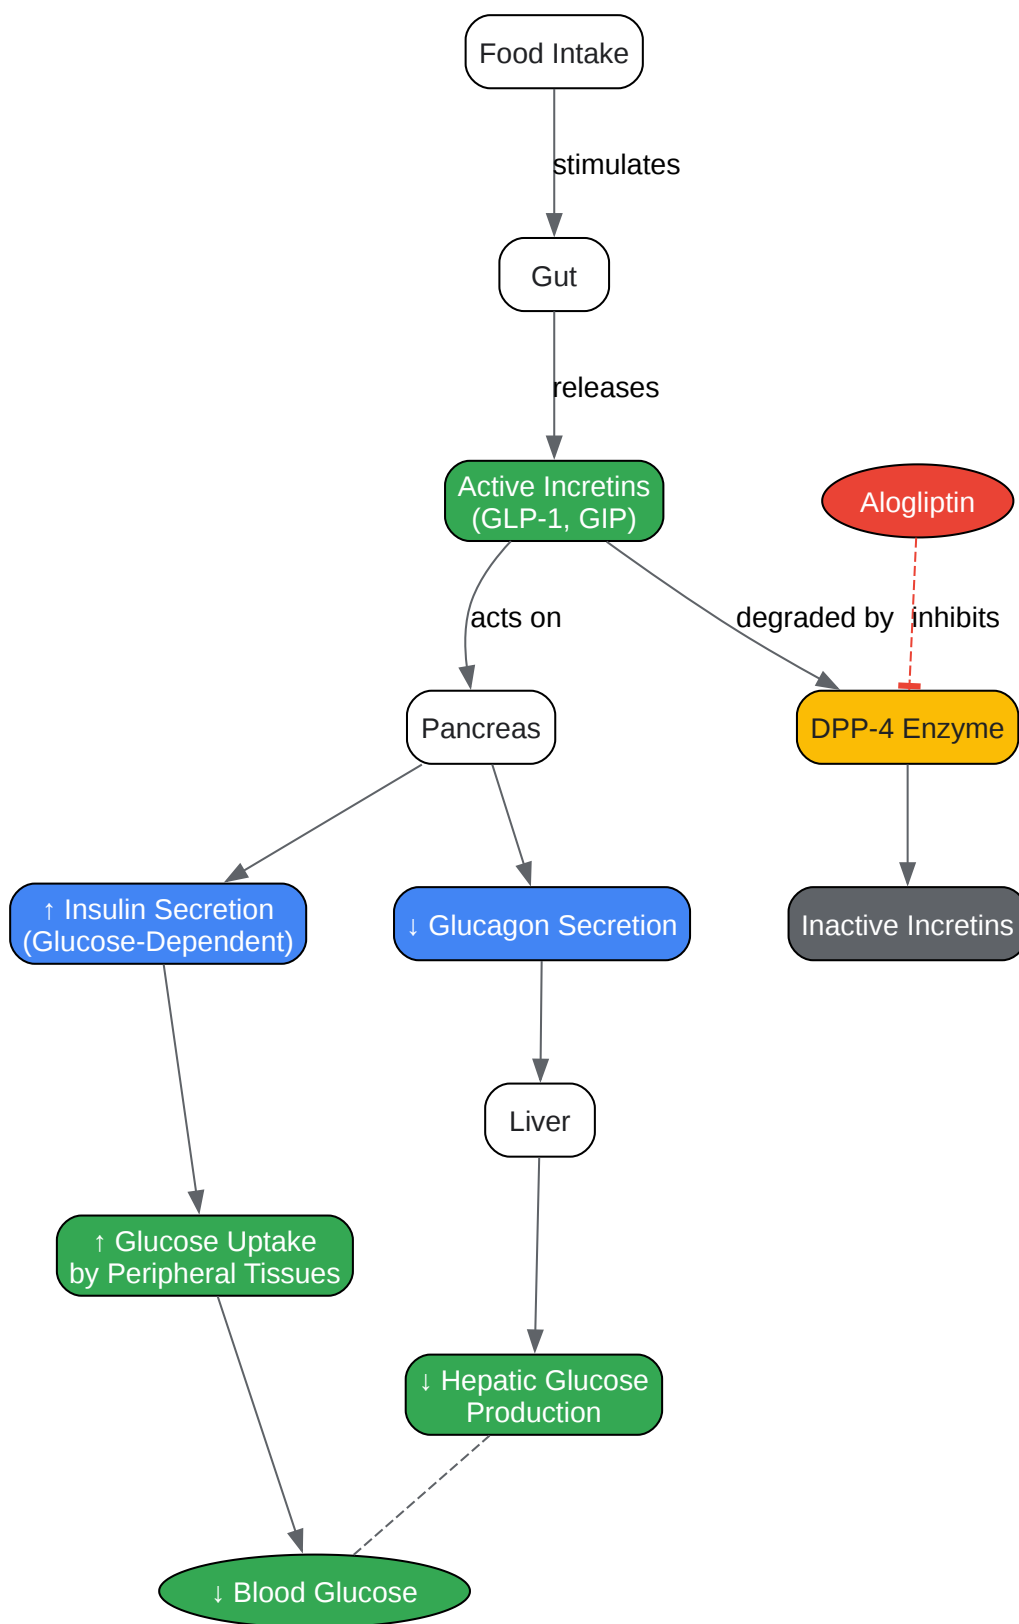 Food Intake
stimulates
Gut
releases
Active Incretins
(GLP-1, GIP)
Alogliptin
acts on
degraded by
inhibits
Pancreas
DPP-4 Enzyme
↑ Insulin Secretion
(Glucose-Dependent)
↓ Glucagon Secretion
Inactive Incretins
Liver
↑ Glucose Uptake
by Peripheral Tissues
↓ Hepatic Glucose
Production
↓ Blood Glucose